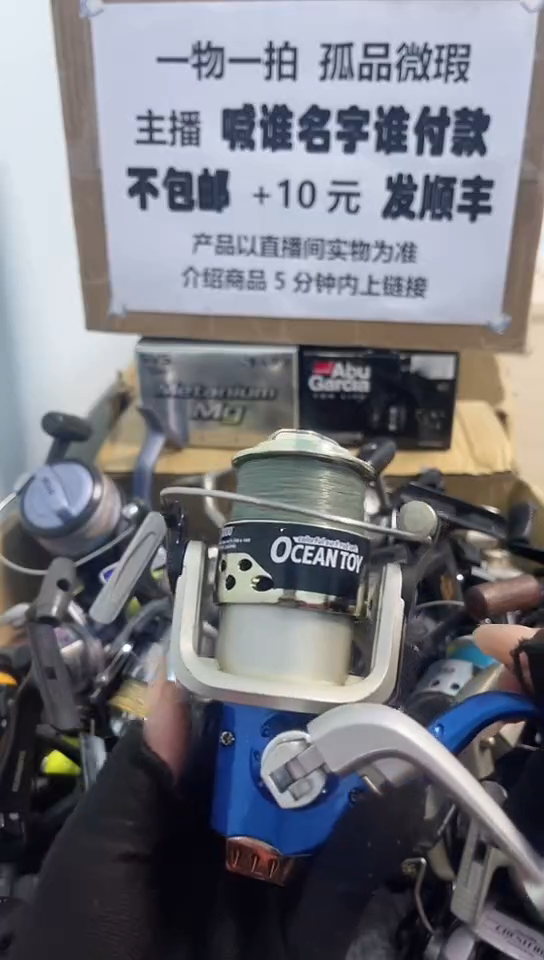 一物一拍 孤品微瑕
主播 喊谁名字谁付款
不包邮 +10元 发顺丰
产品以直播间实物为准
介绍商品5分钟内上链接
Metanium
Mg
Abu
Garcia
FOR LIFE
OCEAN TOY